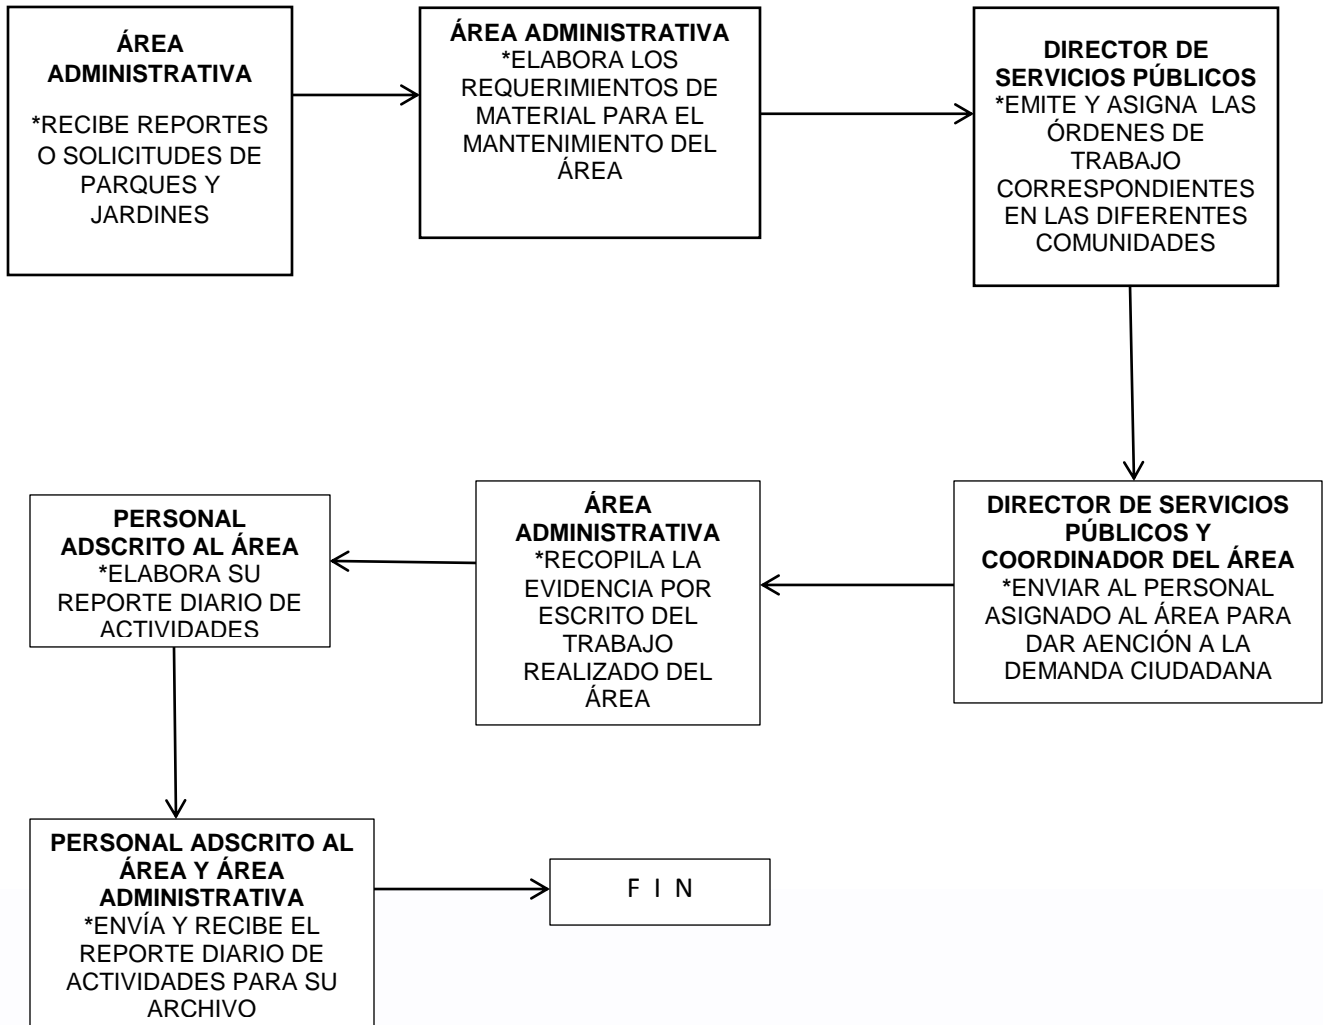 ÁREA
ADMINISTRATIVA
*RECIBE REPORTES
O SOLICITUDES DE
PARQUES Y
JARDINES
ÁREA ADMINISTRATIVA
*ELABORA LOS
REQUERIMIENTOS DE
MATERIAL PARA EL
MANTENIMIENTO DEL
ÁREA
DIRECTOR DE
SERVICIOS PÚBLICOS
*EMITE Y ASIGNA LAS
ÓRDENES DE
TRABAJO
CORRESPONDIENTES
EN LAS DIFERENTES
COMUNIDADES
DIRECTOR DE SERVICIOS
PÚBLICOS Y
COORDINADOR DEL ÁREA
*ENVIAR AL PERSONAL
ASIGNADO AL ÁREA PARA
DAR AENCIÓN A LA
DEMANDA CIUDADANA
ÁREA
ADMINISTRATIVA
*RECOPILA LA
EVIDENCIA POR
ESCRITO DEL
TRABAJO
REALIZADO DEL
ÁREA
PERSONAL
ADSCRITO AL ÁREA
*ELABORA SU
REPORTE DIARIO DE
ACTIVIDADES
PERSONAL ADSCRITO AL
ÁREA Y ÁREA
ADMINISTRATIVA
*ENVÍA Y RECIBE EL
REPORTE DIARIO DE
ACTIVIDADES PARA SU
ARCHIVO
F I N